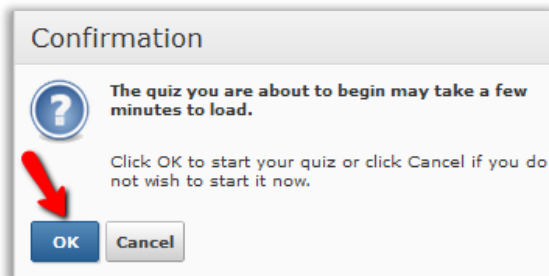 Confirmation
The quiz you are about to begin may take a few
minutes to load.
Click OK to start your quiz or click Cancel if you do
not wish to start it now.
OK Cancel